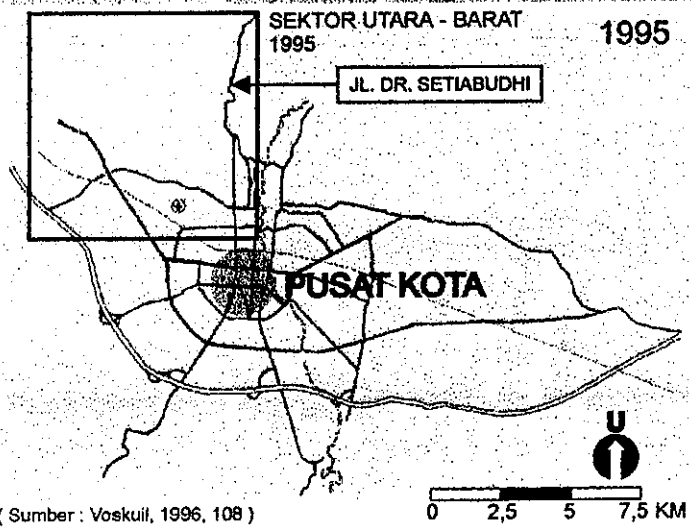 SEKTOR UTARA - BARAT
1995
1995
JL. DR. SETIABUDHI
PUSAT KOTA
U
( Sumber : Voskuil, 1996, 108 )
0 2,5 5 7,5 KM